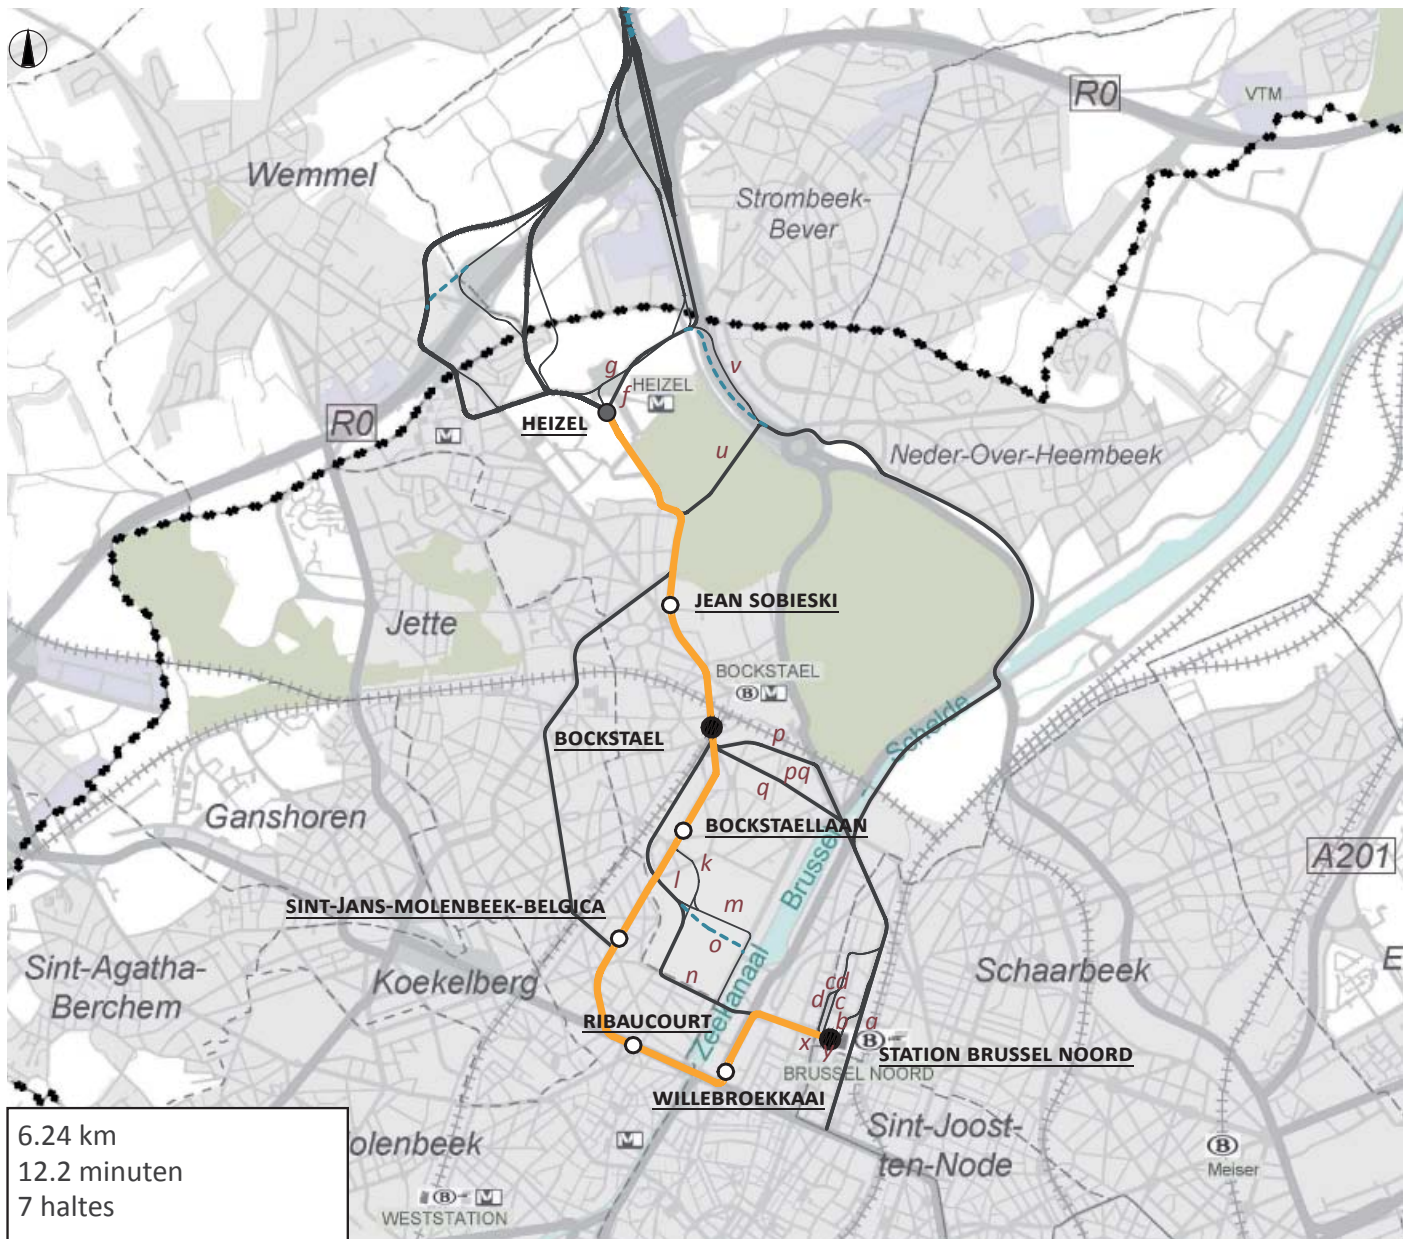 R0
VTM
Wemmel
Strombeek-
Bever
g
HEIZEL
M
f
v
HEIZEL
R0
M
u
Neder-Over-Heembeek
JEAN SOBIESKI
Jette
BOCKSTAEL
B M
Schelde
BOCKSTAEL
p
pq
q
Ganshoren
BOCKSTAELLAAN
A201
k
l
Brussel
m
SINT-JANS-MOLENBEEK-BELGICA
o
Sint-Agatha-
Berchem
Koekelberg
n
Schaarbeek
E
cd
d
c
b
a
Zeekanaal
RIBAUCOURT
x
y
B
STATION BRUSSEL NOORD
BRUSSEL NOORD
WILLEBROEKKAAI
6.24 km
12.2 minuten
7 haltes
olenbeek
M
Sint-Joost-
ten-Node
B
Meiser
B M
WESTSTATION